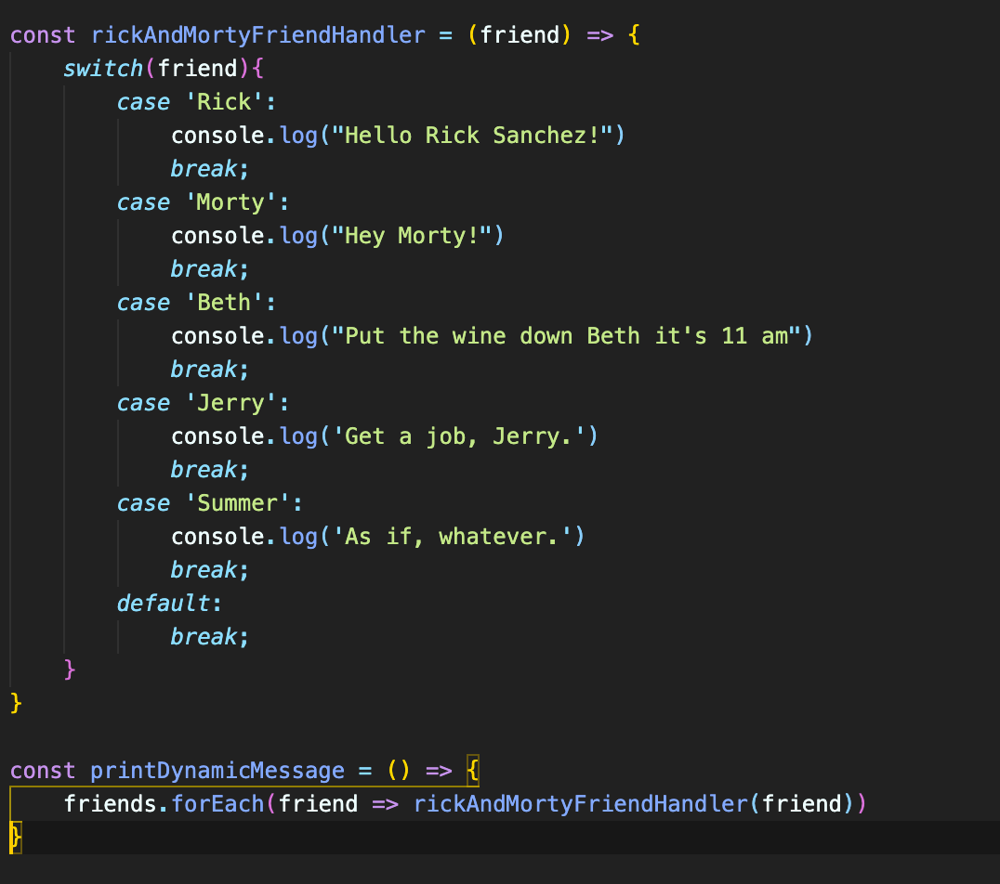 const rickAndMortyFriendHandler = (friend) => {
    switch(friend){
        case 'Rick':
            console.log("Hello Rick Sanchez!")
            break;
        case 'Morty':
            console.log("Hey Morty!")
            break;
        case 'Beth':
            console.log("Put the wine down Beth it's 11 am")
            break;
        case 'Jerry':
            console.log('Get a job, Jerry.')
            break;
        case 'Summer':
            console.log('As if, whatever.')
            break;
        default:
            break;
    }
}

const printDynamicMessage = () => {
    friends.forEach(friend => rickAndMortyFriendHandler(friend))
}